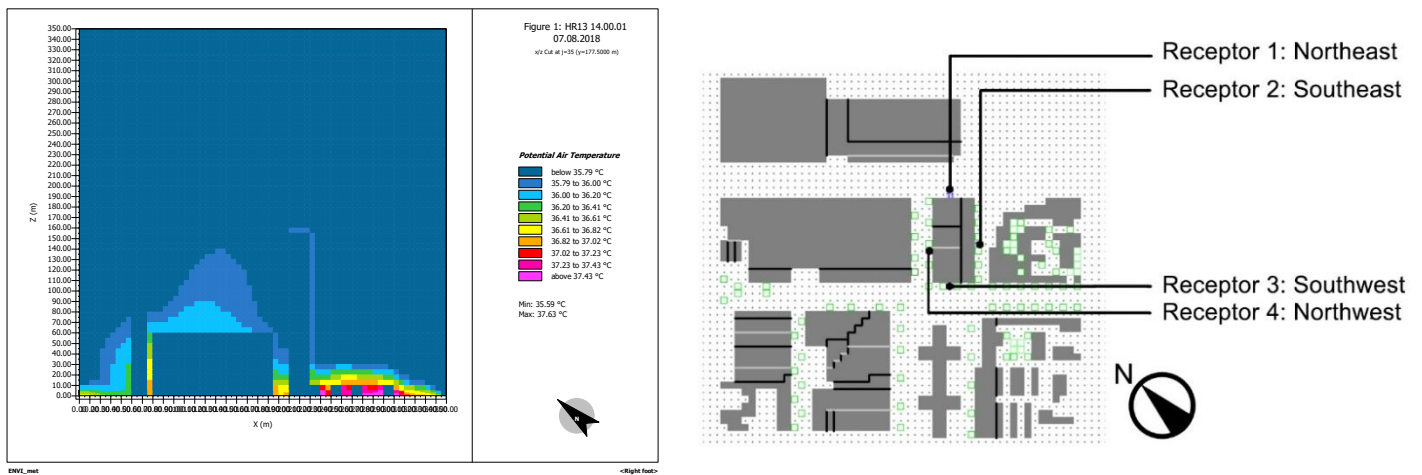 Figure 1: HR13 14.00.01
07.08.2018
x/z Cut at j=35 (y=177.5000 m)
350.00
340.00
330.00
320.00
310.00
300.00
290.00
280.00
270.00
260.00
250.00
240.00
230.00
220.00
210.00
200.00
190.00
180.00
170.00
160.00
150.00
140.00
130.00
120.00
110.00
100.00
90.00
80.00
70.00
60.00
50.00
40.00
30.00
20.00
10.00
0.00
Z (m)
X (m)
Potential Air Temperature
below 35.79 °C
35.79 to 36.00 °C
36.00 to 36.20 °C
36.20 to 36.41 °C
36.41 to 36.61 °C
36.61 to 36.82 °C
36.82 to 37.02 °C
37.02 to 37.23 °C
37.23 to 37.43 °C
above 37.43 °C
Min: 35.59 °C
Max: 37.63 °C
N
ENVI_met
<Right foot>
Receptor 1: Northeast
Receptor 2: Southeast
Receptor 3: Southwest
Receptor 4: Northwest
N